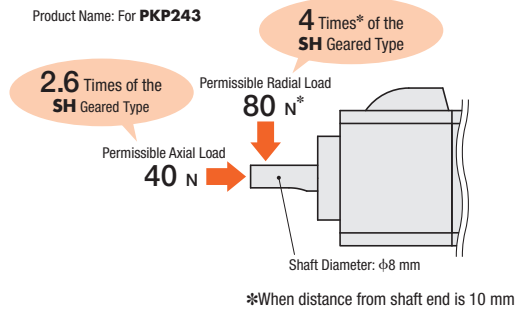 Product Name: For PKP243
4 Times* of the
SH Geared Type
2.6 Times of the
SH Geared Type
Permissible Radial Load
80 N*
Permissible Axial Load
40 N
Shaft Diameter: ϕ8 mm
*When distance from shaft end is 10 mm